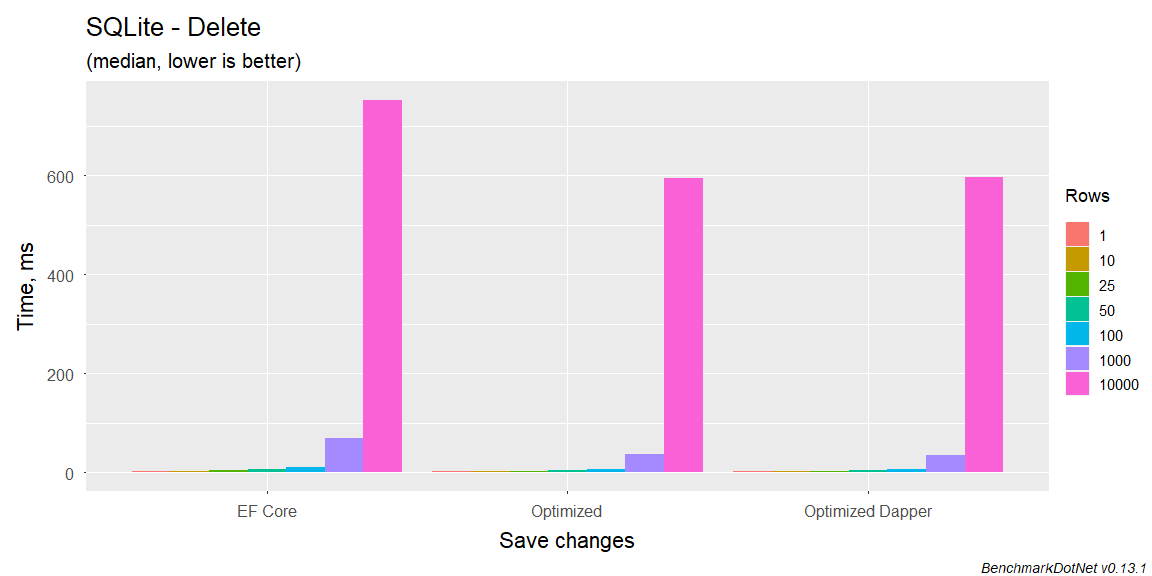 SQLite - Delete
(median, lower is better)
Time, ms
600
400
200
0
EF Core
Optimized
Optimized Dapper
Save changes
Rows
1
10
25
50
100
1000
10000
BenchmarkDotNet v0.13.1